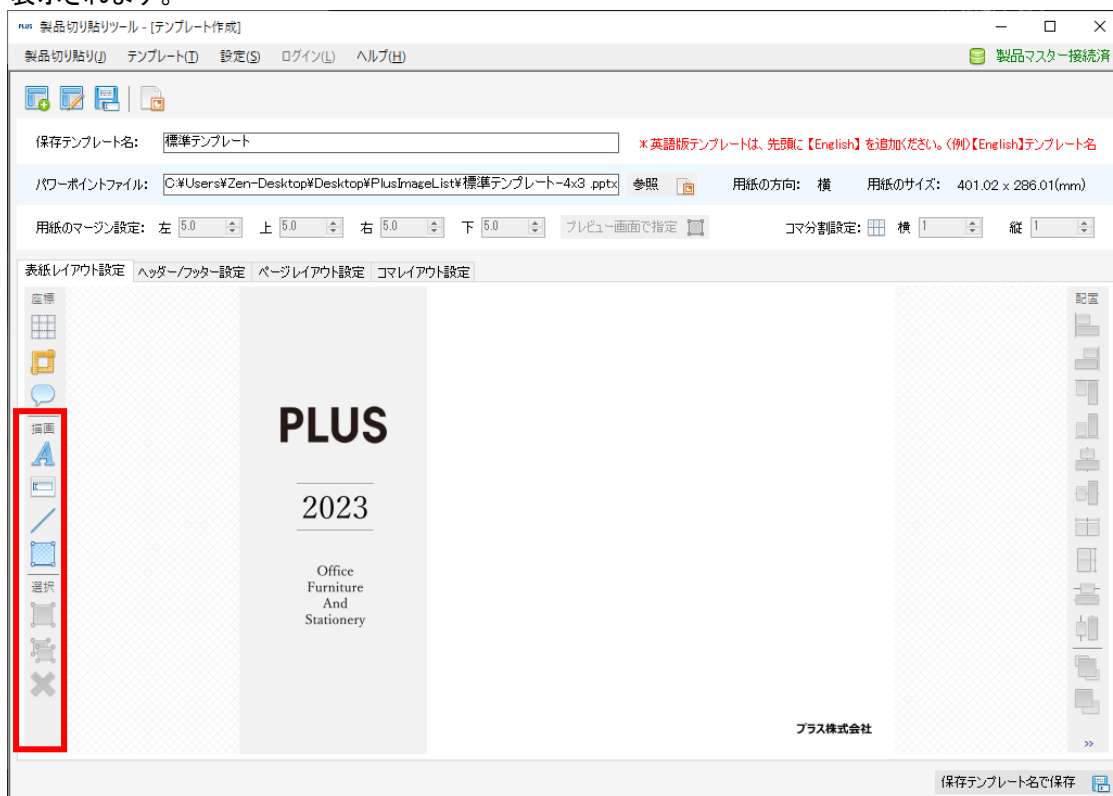 表示されます。
PLUS 製品切り貼りツール - [テンプレート作成]
製品切り貼り(J) テンプレート(T) 設定(S) ログイン(L) ヘルプ(H) 製品マスター接続済
保存テンプレート名: 標準テンプレート ＊英語版テンプレートは、先頭に【English】を追加ください。(例)【English】テンプレート名
パワーポイントファイル: C:¥Users¥Zen-Desktop¥Desktop¥PlusImageList¥標準テンプレート-4x3 .pptx 参照 用紙の方向: 横 用紙のサイズ: 401.02 x 286.01(mm)
用紙のマージン設定: 左 5.0 上 5.0 右 5.0 下 5.0 プレビュー画面で指定 コマ分割設定: 横 1 縦 1
表紙レイアウト設定 ヘッダー/フッター設定 ページレイアウト設定 コマレイアウト設定
座標 配置
描画
選択
PLUS
2023
Office
Furniture
And
Stationery
プラス株式会社
保存テンプレート名で保存